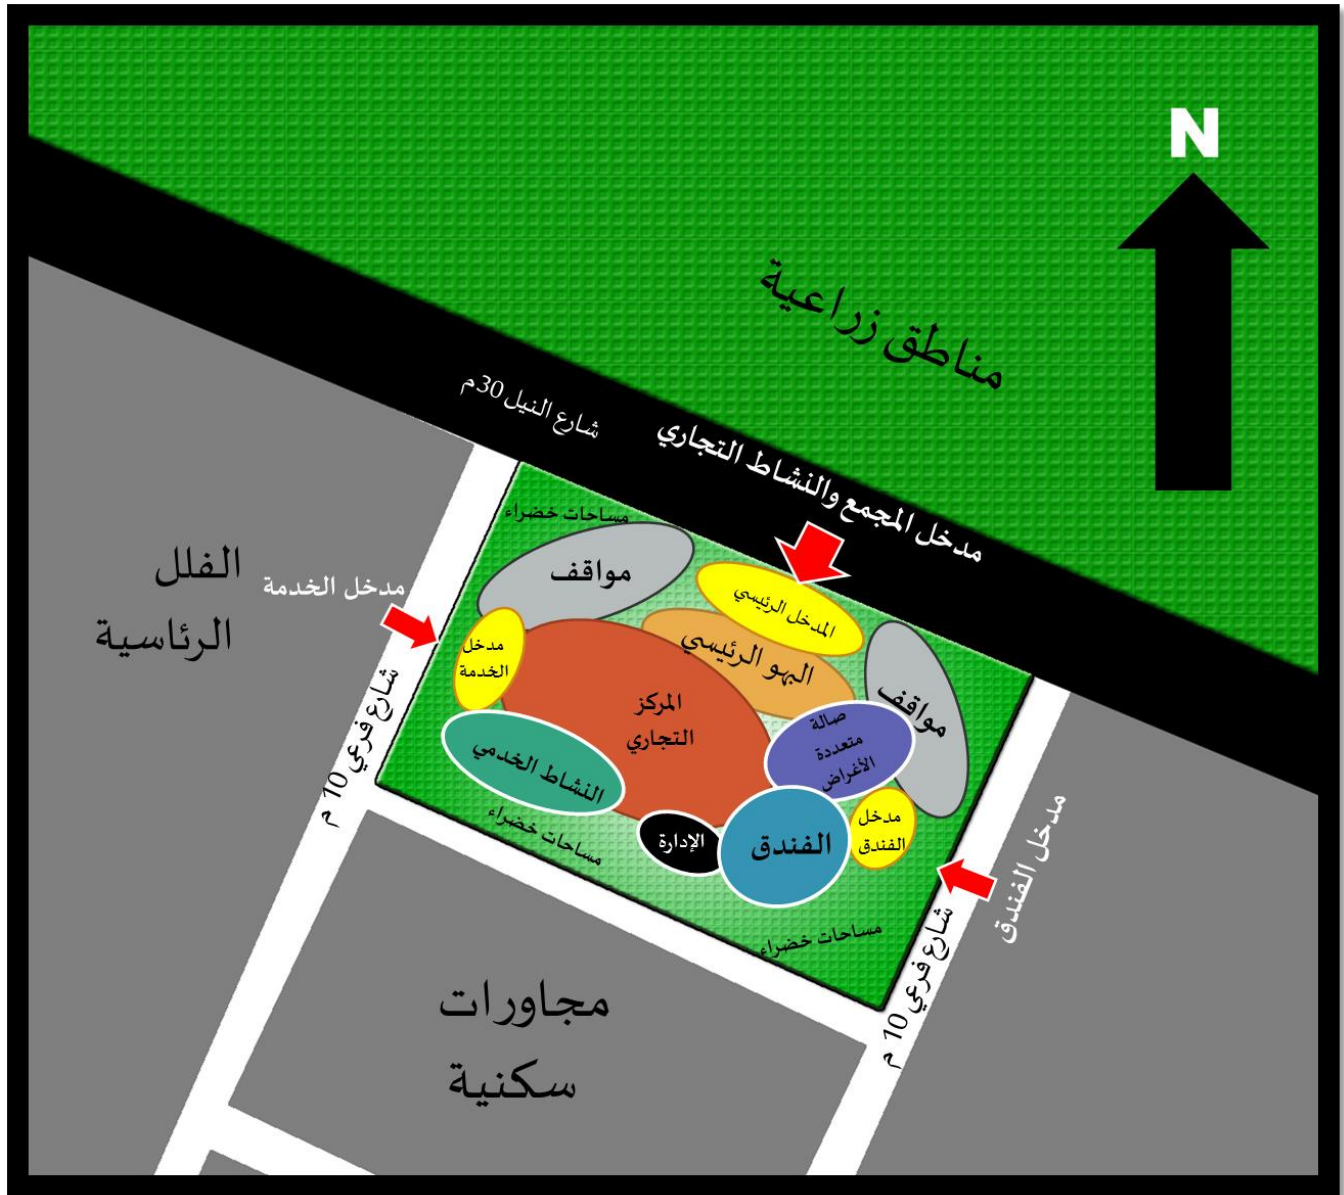 N
مناطق زراعية
شارع النيل 30م
مدخل المجمع والنشاط التجاري
مساحات خضراء
مواقف
المدخل الرئيسي
الفلل
الرئاسية
مدخل الخدمة
مدخل
الخدمة
البهو الرئيسي
مواقف
المركز
التجاري
صالة
متعددة
الأغراض
شارع فرعي 10 م
النشاط الخدمي
مدخل
الفندق
الفندق
الإدارة
مساحات خضراء
مدخل الفندق
مساحات خضراء
شارع فرعي 10 م
مجاورات
سكنية